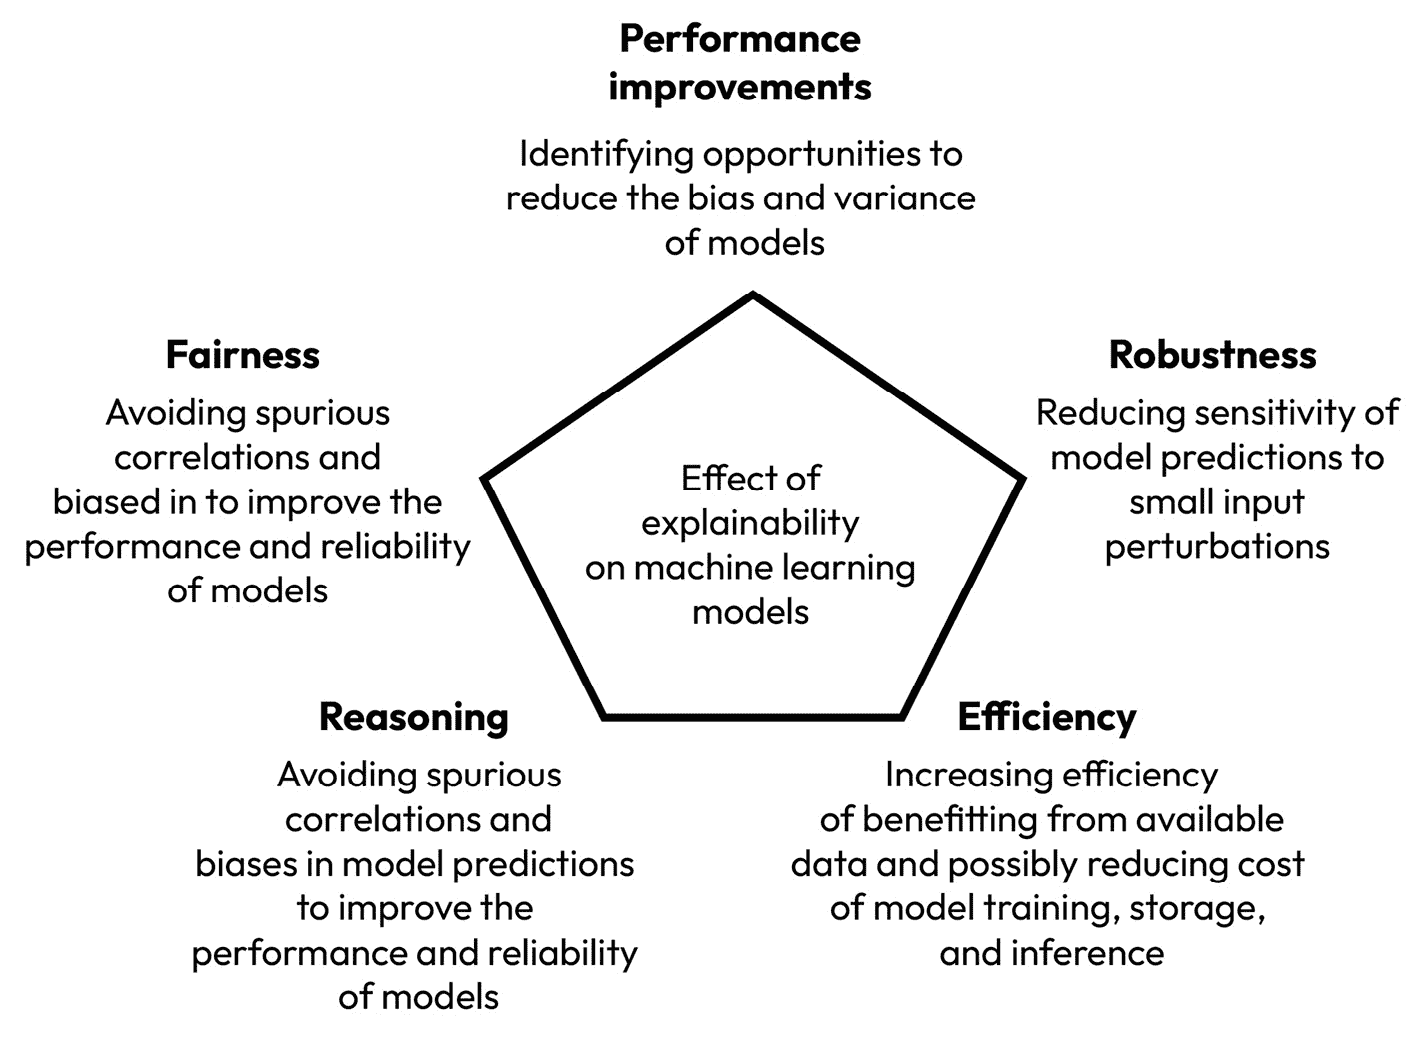 Performance
improvements
Identifying opportunities to
reduce the bias and variance
of models
Fairness
Avoiding spurious
correlations and
biased in to improve the
performance and reliability
of models
Robustness
Reducing sensitivity of
model predictions to
small input
perturbations
Effect of
explainability
on machine learning
models
Reasoning
Avoiding spurious
correlations and
biases in model predictions
to improve the
performance and reliability
of models
Efficiency
Increasing efficiency
of benefitting from available
data and possibly reducing cost
of model training, storage,
and inference